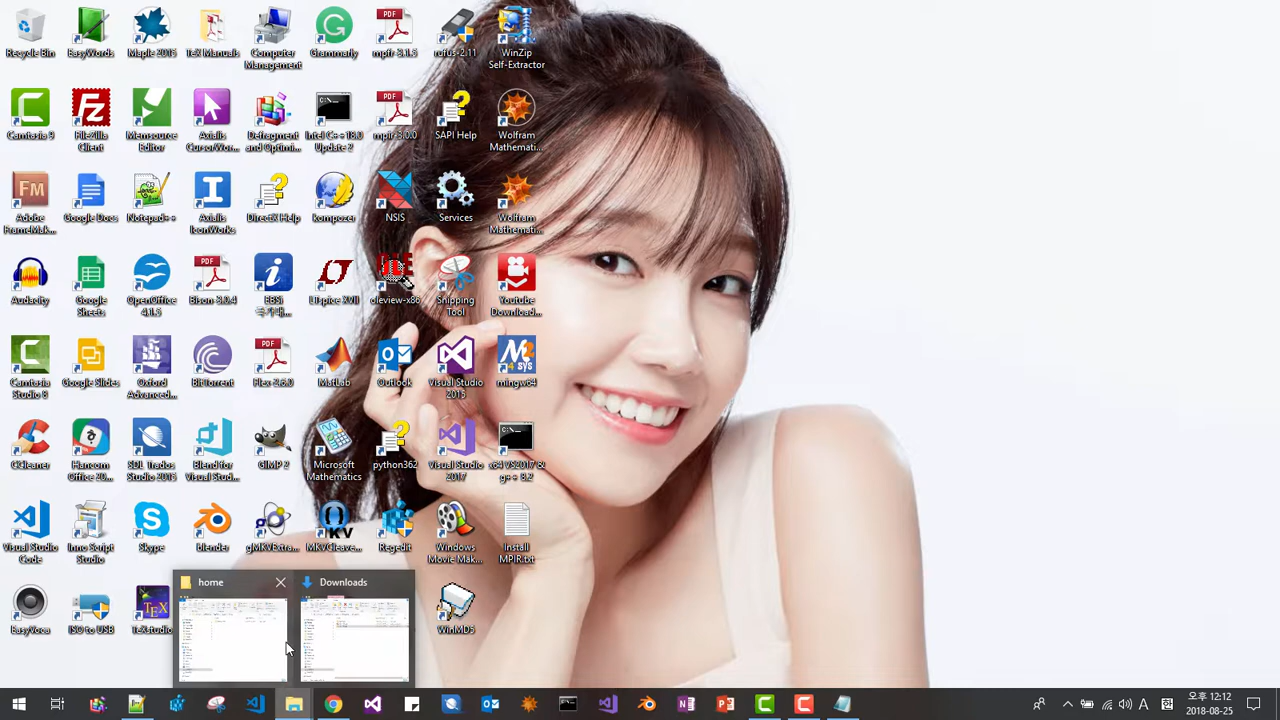 Recycle Bin
EasyWords
Maple 2015
TeX Manuals
Computer
Management
Grammarly
mpfr-3.1.5
rufus-2.11
WinZip
Self-Extractor
Camtasia 9
FileZilla
Client
Memsource
Editor
Axialis
CursorWor...
Defragment
and Optimi...
Intel C++18.0
Update 2
mpir-3.0.0
SAPI Help
Wolfram
Mathemati...
Adobe
FrameMak...
Google Docs
Notepad++
Axialis
IconWorks
DirectX Help
kompozer
NSIS
Services
Wolfram
Mathemati...
Audacity
Google
Sheets
OpenOffice
4.1.5
Bison-3.0.4
EBSi
LTspice XVII
oleview-x86
Snipping
Tool
Youtube
Download...
Camtasia
Studio 8
Google Slides
Oxford
Advanced...
BitTorrent
Flex-2.6.0
MatLab
Outlook
Visual Studio
2015
mingw64
CCleaner
Hancom
Office 20...
SDL Trados
Studio 2015
Blend for
Visual Stud...
GIMP 2
Microsoft
Mathematics
python362
Visual Studio
2017
x64 VS2017 &
g++ 8.2
Visual Studio
Code
Inno Script
Studio
Skype
blender
gMKVExtra...
MKVCleave...
Regedit
Windows
Movie Mak...
Install
MPIR.txt
EasyVoca
ISO to USB
TeXstudio
home
Downloads
WinMD5
오후 12:12
2018-08-25